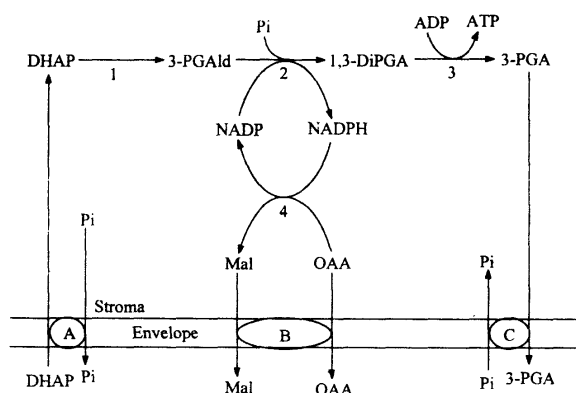 Pi ADP ATP
DHAP 3-PGAld 1,3-DiPGA 3-PGA
1 2 3
NADP NADPH
4
Pi
Mal OAA Pi
Stroma
A Envelope B C
DHAP Pi Mal OAA Pi 3-PGA